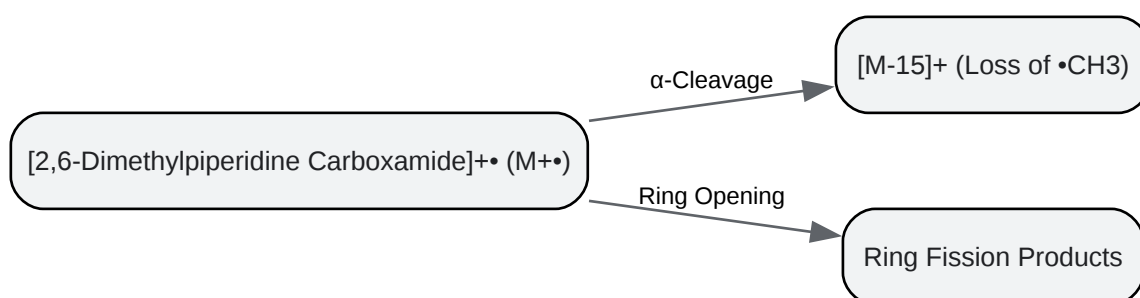 [M-15]+ (Loss of •CH3)
α-Cleavage
[2,6-Dimethylpiperidine Carboxamide]+• (M+•)
Ring Opening
Ring Fission Products